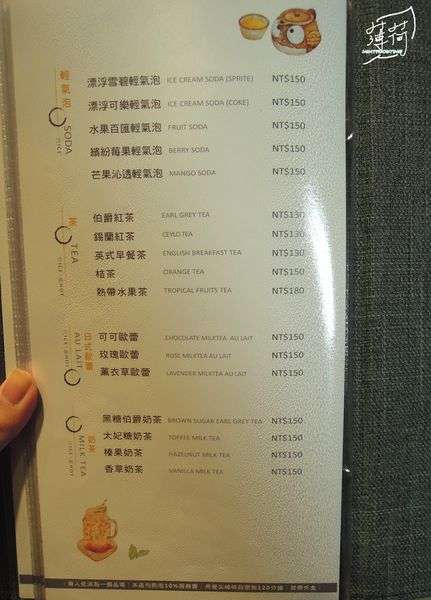 薄荷
輕氣泡 SODA
漂浮雪碧輕氣泡 ICE CREAM SODA (SPRITE) NT$150
漂浮可樂輕氣泡 ICE CREAM SODA (COKE) NT$150
水果百匯輕氣泡 FRUIT SODA NT$150
繽紛莓果輕氣泡 BERRY SODA NT$150
芒果沁透輕氣泡 MANGO SODA NT$150
茶 TEA
伯爵紅茶 EARL GREY TEA NT$130
錫蘭紅茶 CEYLO TEA NT$130
英式早餐茶 ENGLISH BREAKFAST TEA NT$130
桔茶 ORANGE TEA NT$150
熱帶水果茶 TROPICAL FRUITS TEA NT$180
AU LAIT
可可歐蕾 CHOCOLATE MILKTEA AU LAIT NT$150
玫瑰歐蕾 ROSE MILKTEA AU LAIT NT$150
薰衣草歐蕾 LAVENDER MILKTEA AU LAIT NT$150
奶茶 MILK TEA
黑糖伯爵奶茶 BROWN SUGAR EARL GREY TEA NT$150
太妃糖奶茶 TOFFEE MILK TEA NT$150
榛果奶茶 HAZELNUT MILK TEA NT$150
香草奶茶 VANILLA MILK TEA NT$150